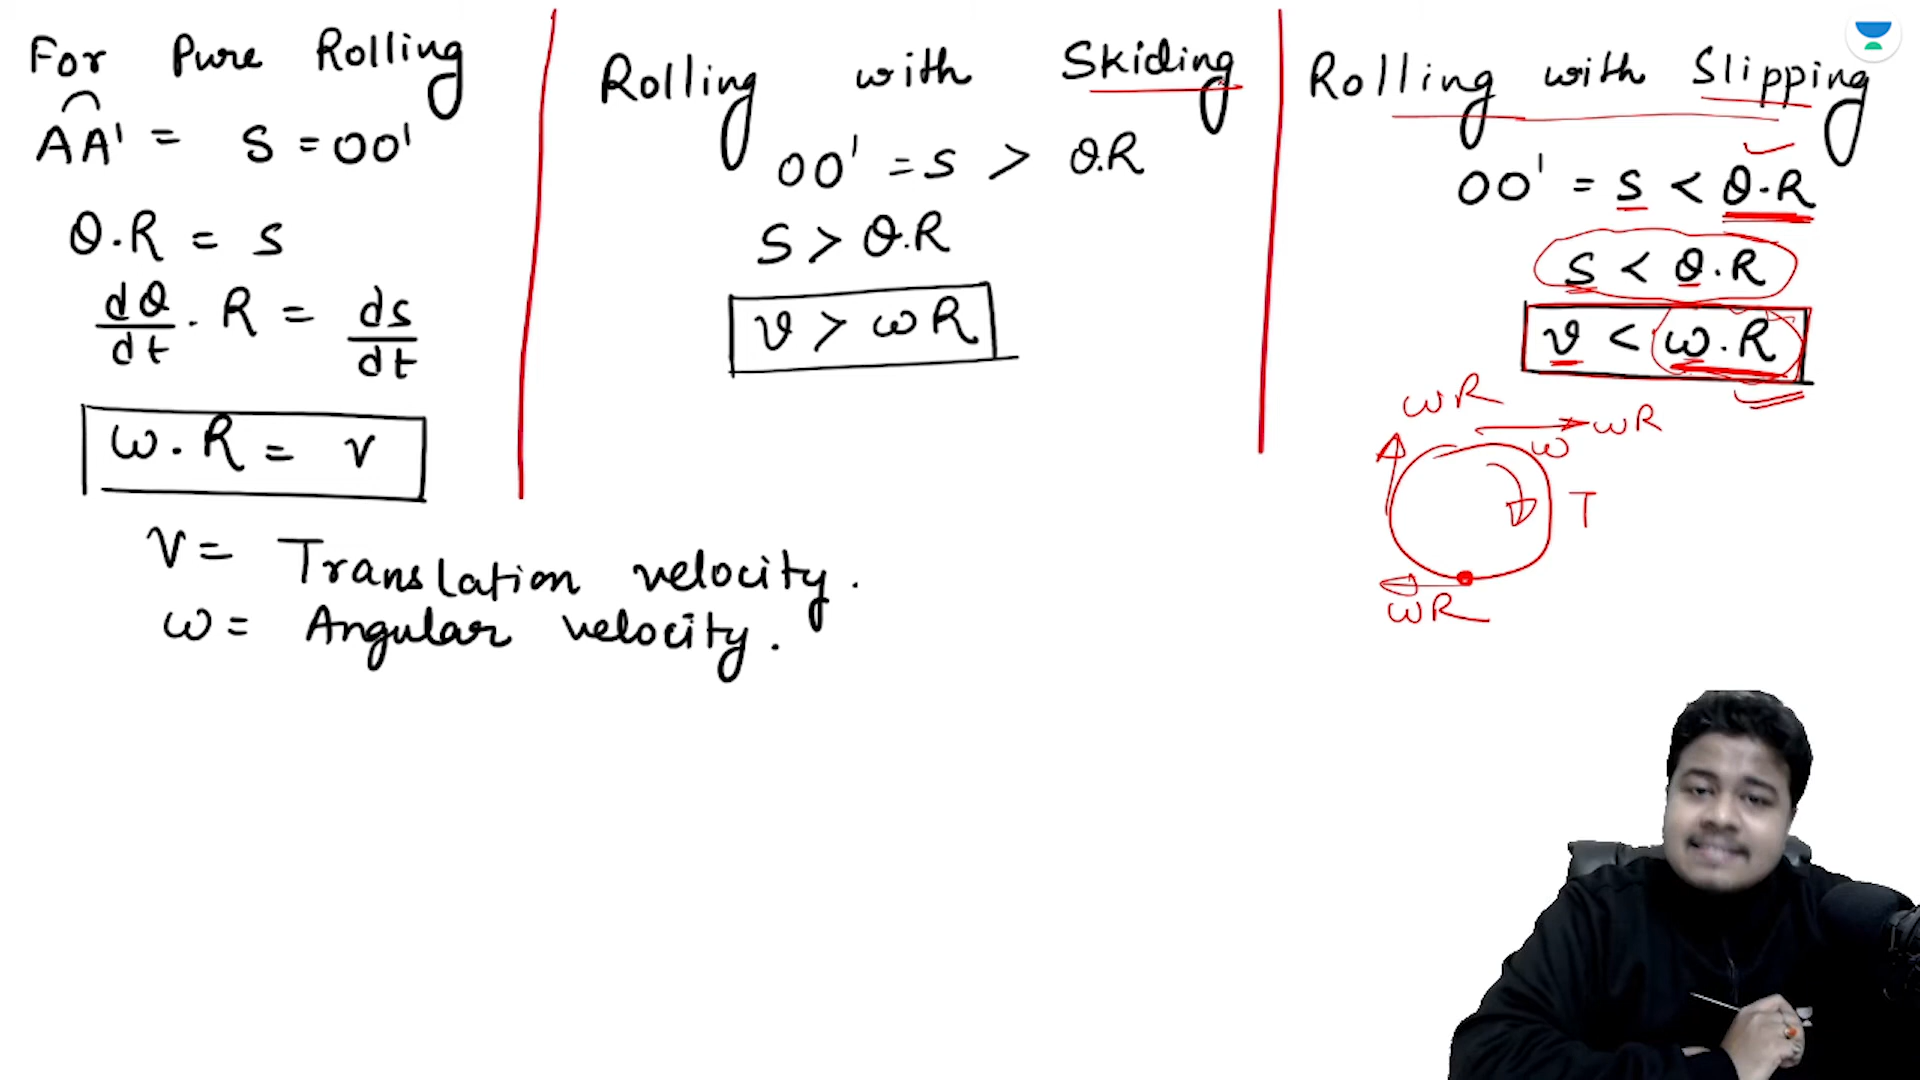 For Pure Rolling
AA' = S = OO'
θ.R = S
dθ/dt . R = ds/dt
ω . R = v
v = Translation velocity.
ω = Angular velocity.
Rolling with Skiding
OO' = S > θ.R
S > θ.R
v > ωR
Rolling with Slipping
OO' = S < θ.R
S < θ.R
v < ω.R
ωR
ωR
ω
T
ωR